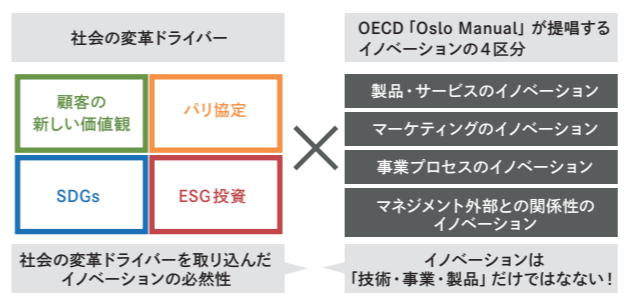 社会の変革ドライバー
OECD「Oslo Manual」が提唱する
イノベーションの4区分
顧客の
新しい価値観
パリ協定
SDGs
ESG投資
製品・サービスのイノベーション
マーケティングのイノベーション
事業プロセスのイノベーション
マネジメント外部との関係性の
イノベーション
社会の変革ドライバーを取り込んだ
イノベーションの必然性
イノベーションは
「技術・事業・製品」だけではなない！